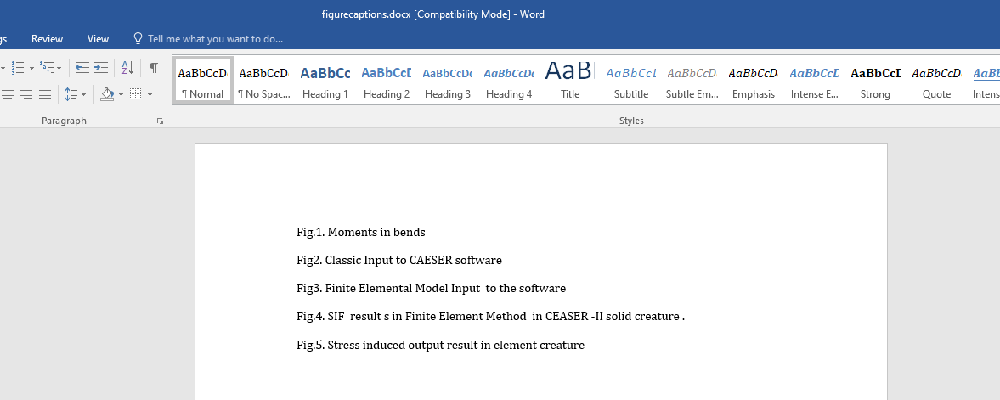 figurecaptions.docx [Compatibility Mode] - Word
gs Review View Tell me what you want to do...
AaBbCcD AaBbCcD AaBbCc AaBbCcI AaBbCcDc AaBbCcDc AaB AaBbCcI AaBbCcD AaBbCcD AaBbCcD AaBbCcI AaBbCcD AaBb
¶ Normal ¶ No Spac... Heading 1 Heading 2 Heading 3 Heading 4 Title Subtitle Subtle Em... Emphasis Intense E... Strong Quote Intens
Paragraph Styles
Fig.1. Moments in bends
Fig2. Classic Input to CAESER software
Fig3. Finite Elemental Model Input  to the software
Fig.4. SIF  result s in Finite Element Method  in CEASER -II solid creature .
Fig.5. Stress induced output result in element creature